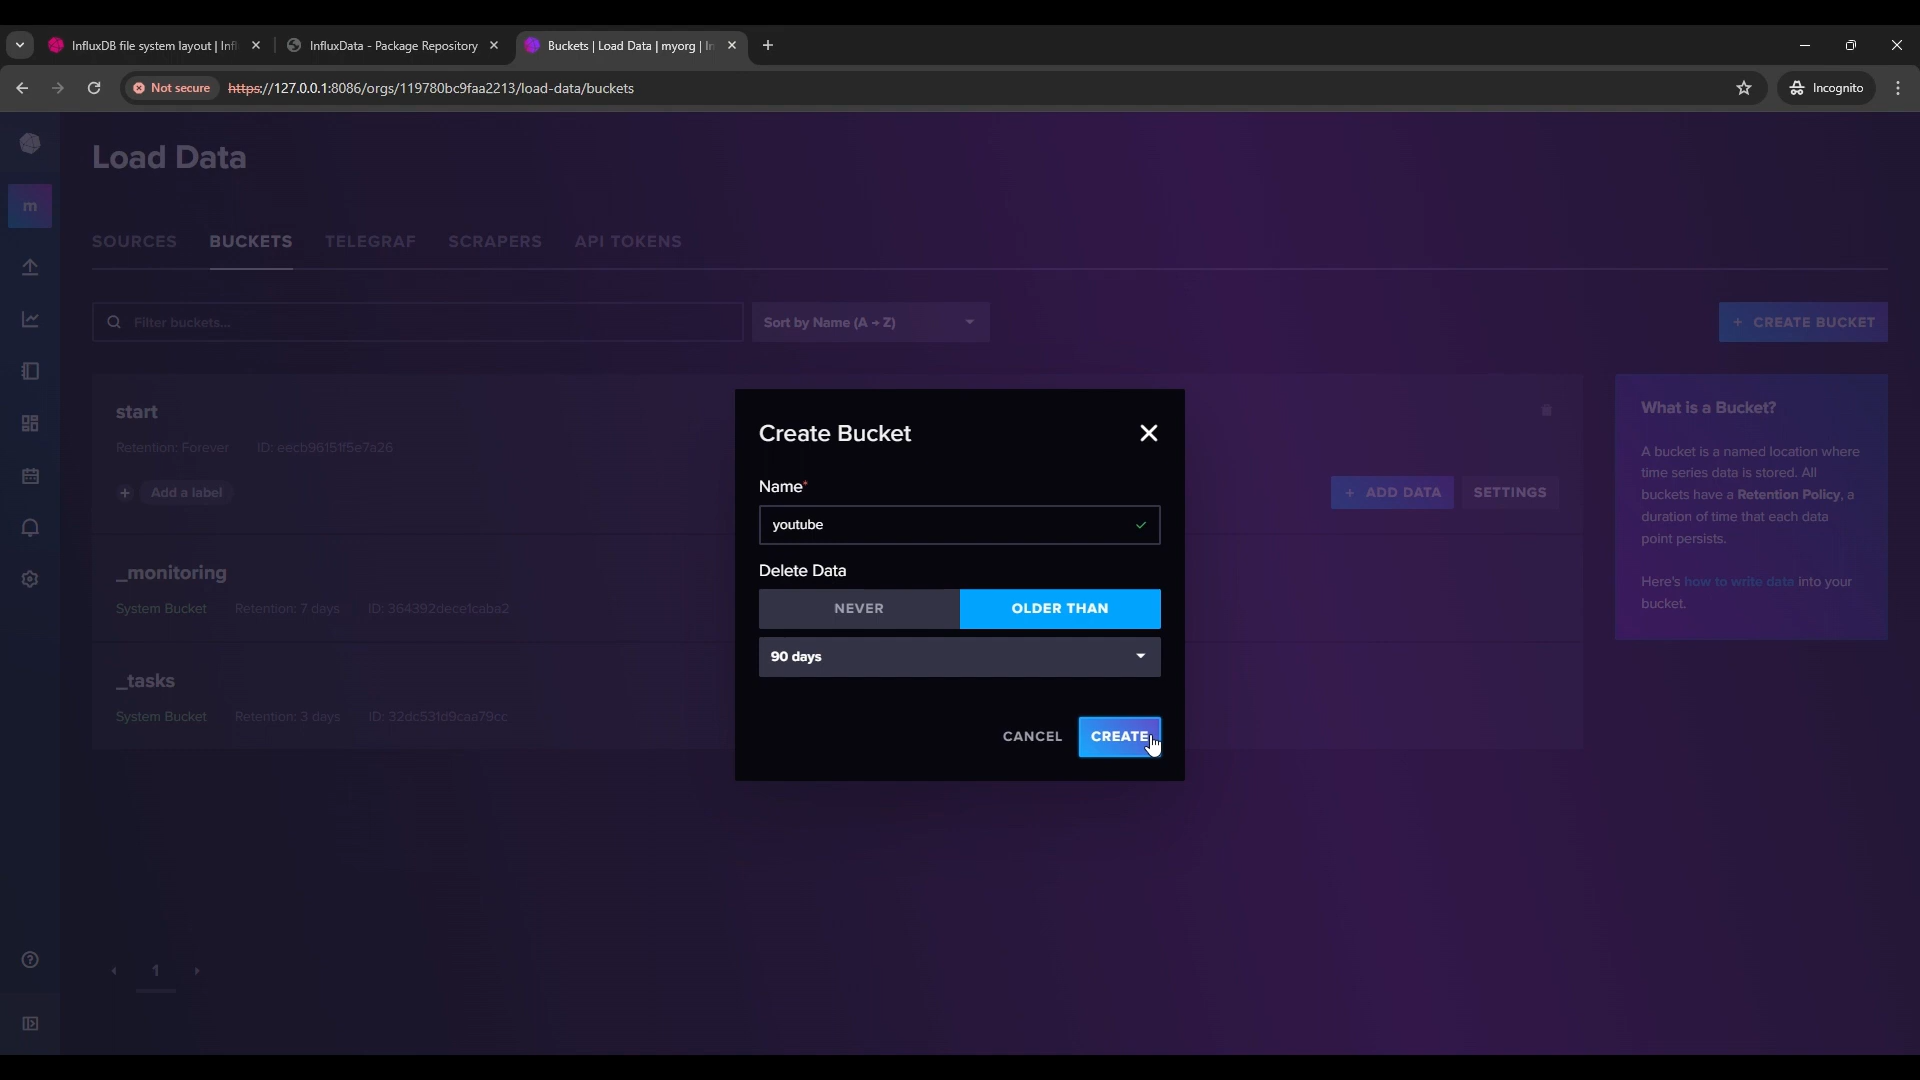 InfluxDB file system layout | Infl
InfluxData - Package Repository
Buckets | Load Data | myorg | In
Not secure
https://127.0.0.1:8086/orgs/119780bc9faa2213/load-data/buckets
Incognito
Load Data
m
SOURCES
BUCKETS
TELEGRAF
SCRAPERS
API TOKENS
Filter buckets...
Sort by Name (A → Z)
+ CREATE BUCKET
start
Retention: Forever
ID: eecb96151f5e7a26
+ Add a label
+ ADD DATA
SETTINGS
_monitoring
System Bucket
Retention: 7 days
ID: 364392dece1caba2
_tasks
System Bucket
Retention: 3 days
ID: 32dc531d9caa79cc
1
Create Bucket
Name*
youtube
Delete Data
NEVER
OLDER THAN
90 days
CANCEL
CREATE
What is a Bucket?
A bucket is a named location where
time series data is stored. All
buckets have a Retention Policy, a
duration of time that each data
point persists.
Here's how to write data into your
bucket.